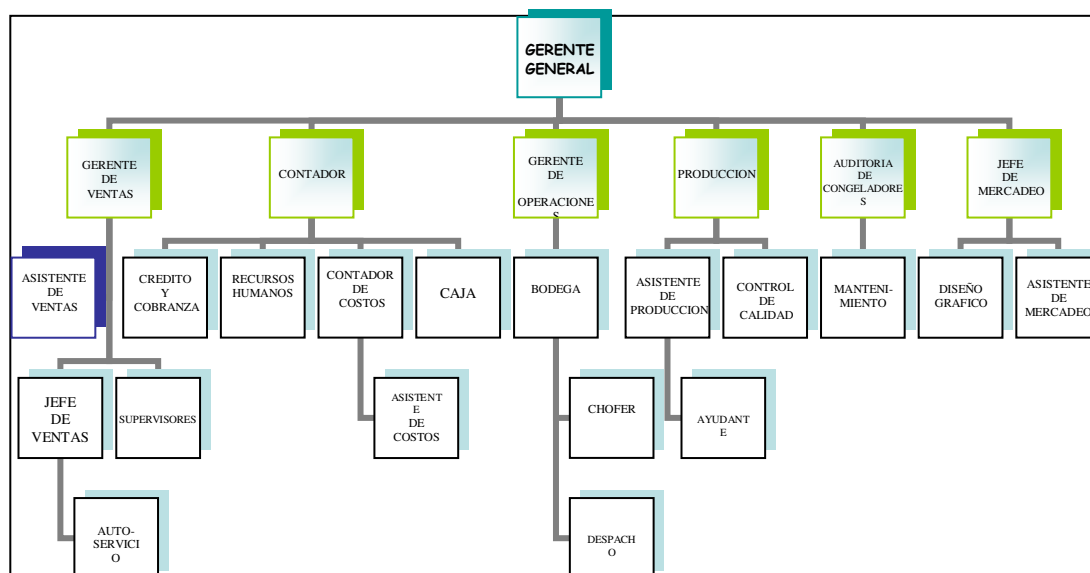 GERENTE
GENERAL
GERENTE
DE
VENTAS
CONTADOR
GERENTE
DE
OPERACIONE
S
PRODUCCION
AUDITORIA
DE
CONGELADORE
S
JEFE
DE
MERCADEO
ASISTENTE
DE
VENTAS
CREDITO
Y
COBRANZA
RECURSOS
HUMANOS
CONTADOR
DE
COSTOS
CAJA
BODEGA
ASISTENTE
DE
PRODUCCION
CONTROL
DE
CALIDAD
MANTENI-
MIENTO
DISEÑO
GRAFICO
ASISTENTE
DE
MERCADEO
JEFE
DE
VENTAS
SUPERVISORES
ASISTENT
E
DE
COSTOS
CHOFER
AYUDANT
E
AUTO-
SERVICI
O
DESPACH
O